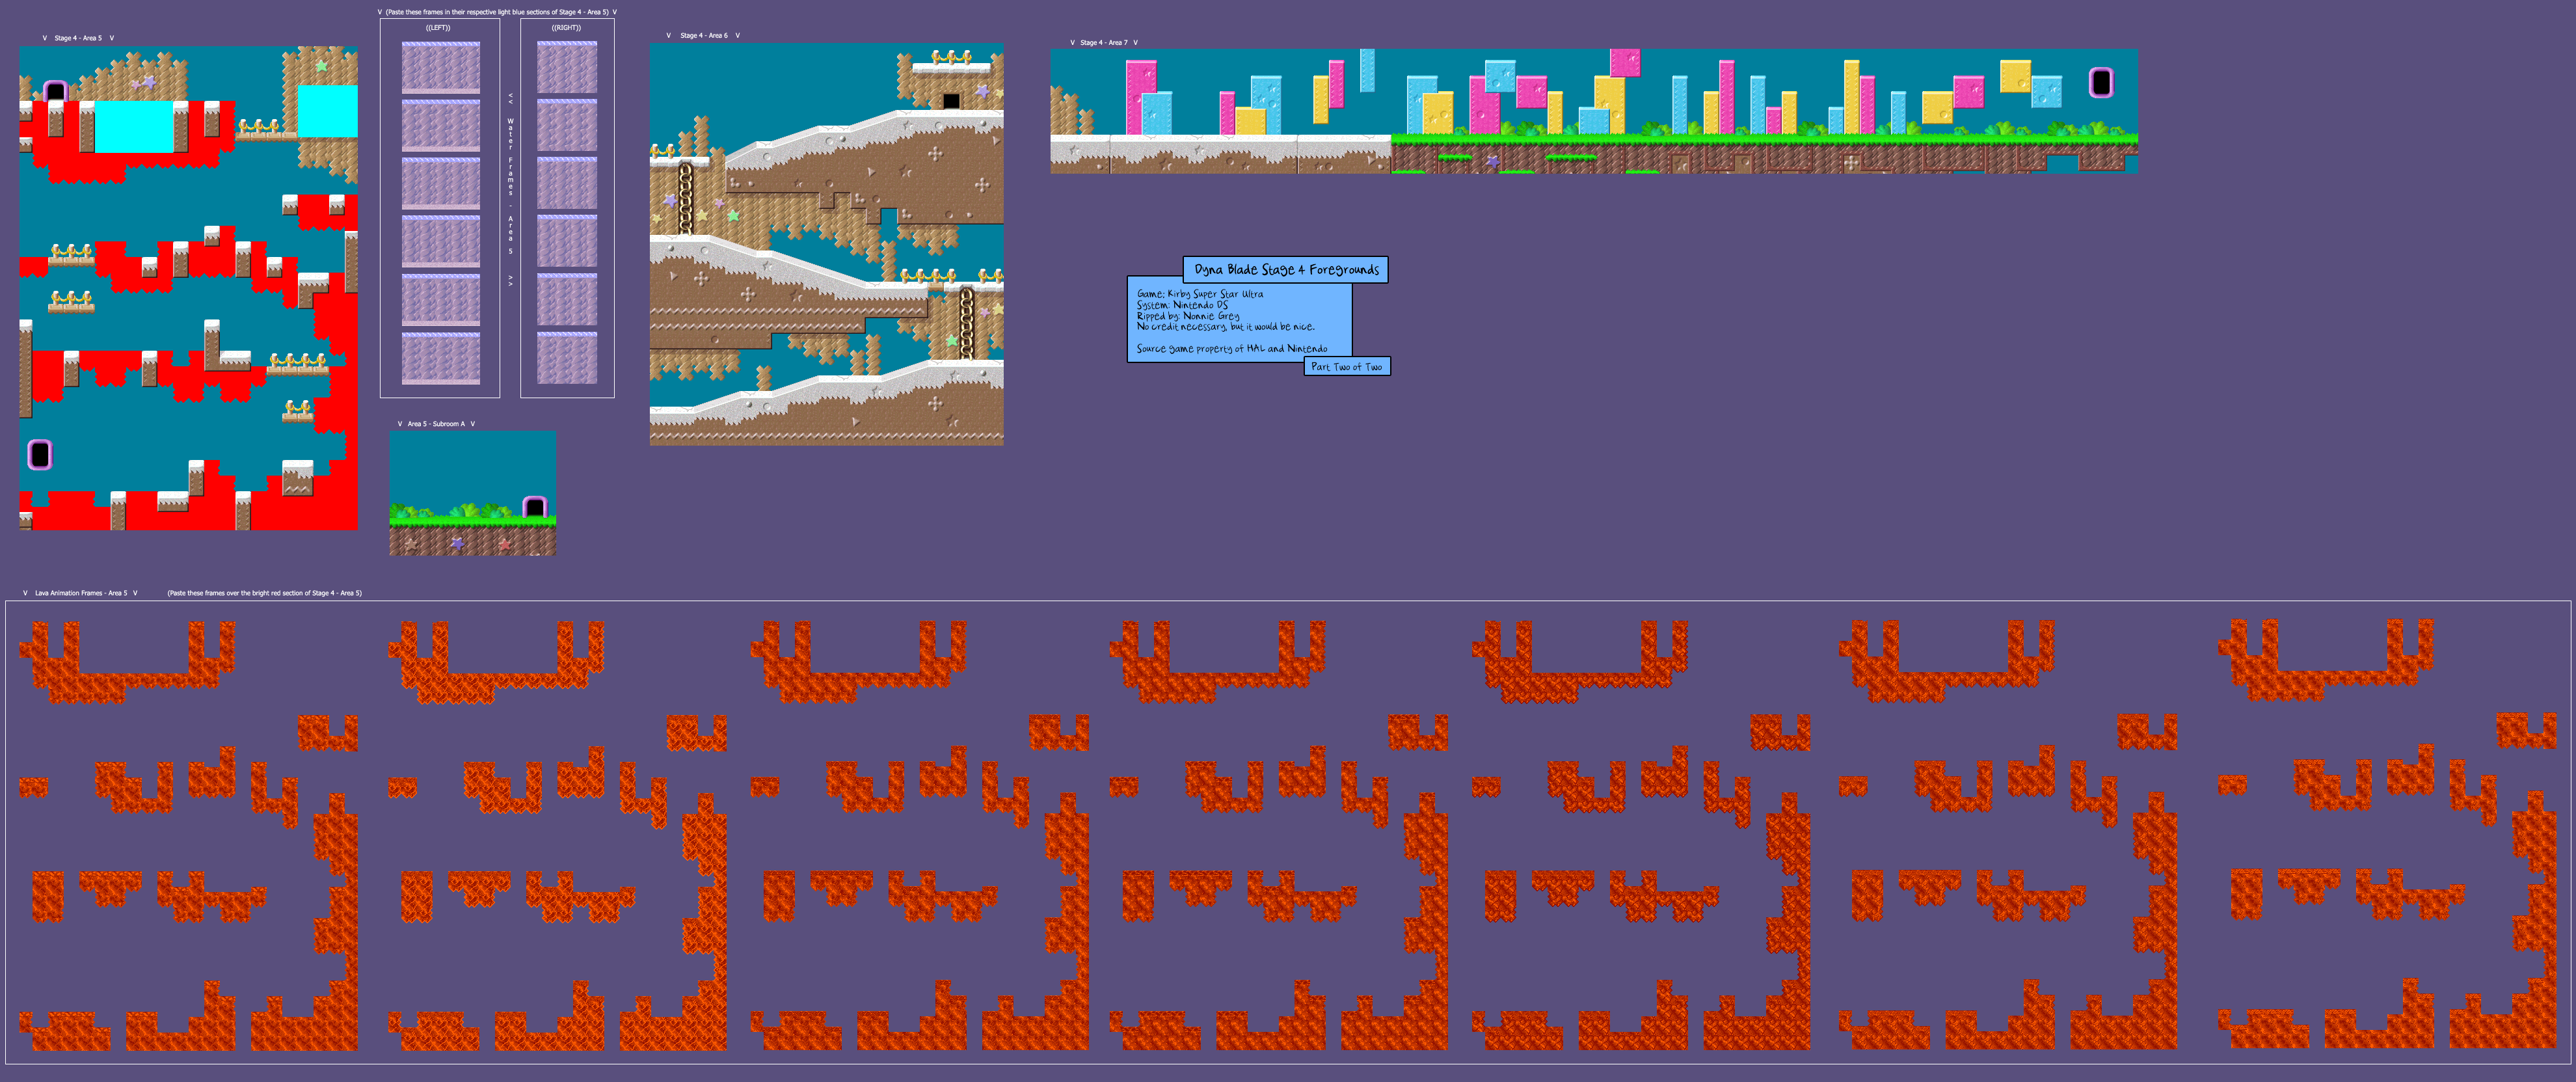 V (Paste these frames in their respective light blue sections of Stage 4 - Area 5) V
V Stage 4 - Area 5 V
((LEFT))
((RIGHT))
<< Water Frames - Area 5 >>
V Stage 4 - Area 6 V
V Stage 4 - Area 7 V
Dyna Blade Stage 4 Foregrounds
Game: Kirby Super Star Ultra
System: Nintendo DS
Ripped by: Nonnie Grey
No credit necessary, but it would be nice.
Source game property of HAL and Nintendo
Part Two of Two
V Area 5 - Subroom A V
V Lava Animation Frames - Area 5 V
(Paste these frames over the bright red section of Stage 4 - Area 5)